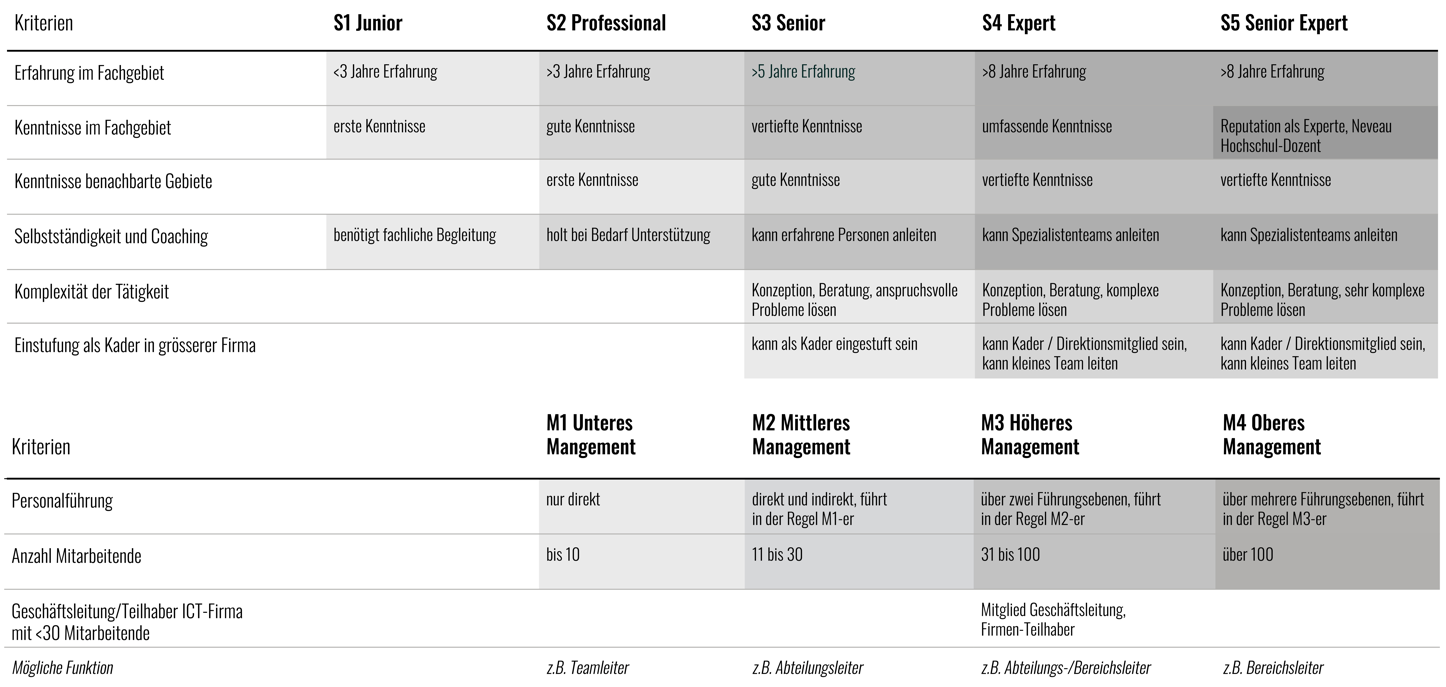 Kriterien S1 Junior S2 Professional S3 Senior S4 Expert S5 Senior Expert
Erfahrung im Fachgebiet <3 Jahre Erfahrung >3 Jahre Erfahrung >5 Jahre Erfahrung >8 Jahre Erfahrung >8 Jahre Erfahrung
Kenntnisse im Fachgebiet erste Kenntnisse gute Kenntnisse vertiefte Kenntnisse umfassende Kenntnisse Reputation als Experte, Neveau
Hochschul-Dozent
Kenntnisse benachbarte Gebiete erste Kenntnisse gute Kenntnisse vertiefte Kenntnisse vertiefte Kenntnisse
Selbstständigkeit und Coaching benötigt fachliche Begleitung holt bei Bedarf Unterstützung kann erfahrene Personen anleiten kann Spezialistenteams anleiten kann Spezialistenteams anleiten
Komplexität der Tätigkeit Konzeption, Beratung, anspruchsvolle Konzeption, Beratung, komplexe Konzeption, Beratung, sehr komplexe
Probleme lösen Probleme lösen Probleme lösen
Einstufung als Kader in grösserer Firma kann als Kader eingestuft sein kann Kader / Direktionsmitglied sein, kann Kader / Direktionsmitglied sein,
kann kleines Team leiten kann kleines Team leiten
M1 Unteres M2 Mittleres M3 Höheres M4 Oberes
Kriterien Mangement Management Management Management
Personalführung nur direkt direkt und indirekt, führt über zwei Führungsebenen, führt über mehrere Führungsebenen, führt
in der Regel M1-er in der Regel M2-er in der Regel M3-er
Anzahl Mitarbeitende bis 10 11 bis 30 31 bis 100 über 100
Geschäftsleitung/Teilhaber ICT-Firma Mitglied Geschäftsleitung,
mit <30 Mitarbeitende Firmen-Teilhaber
Mögliche Funktion z.B. Teamleiter z.B. Abteilungsleiter z.B. Abteilungs-/Bereichsleiter z.B. Bereichsleiter